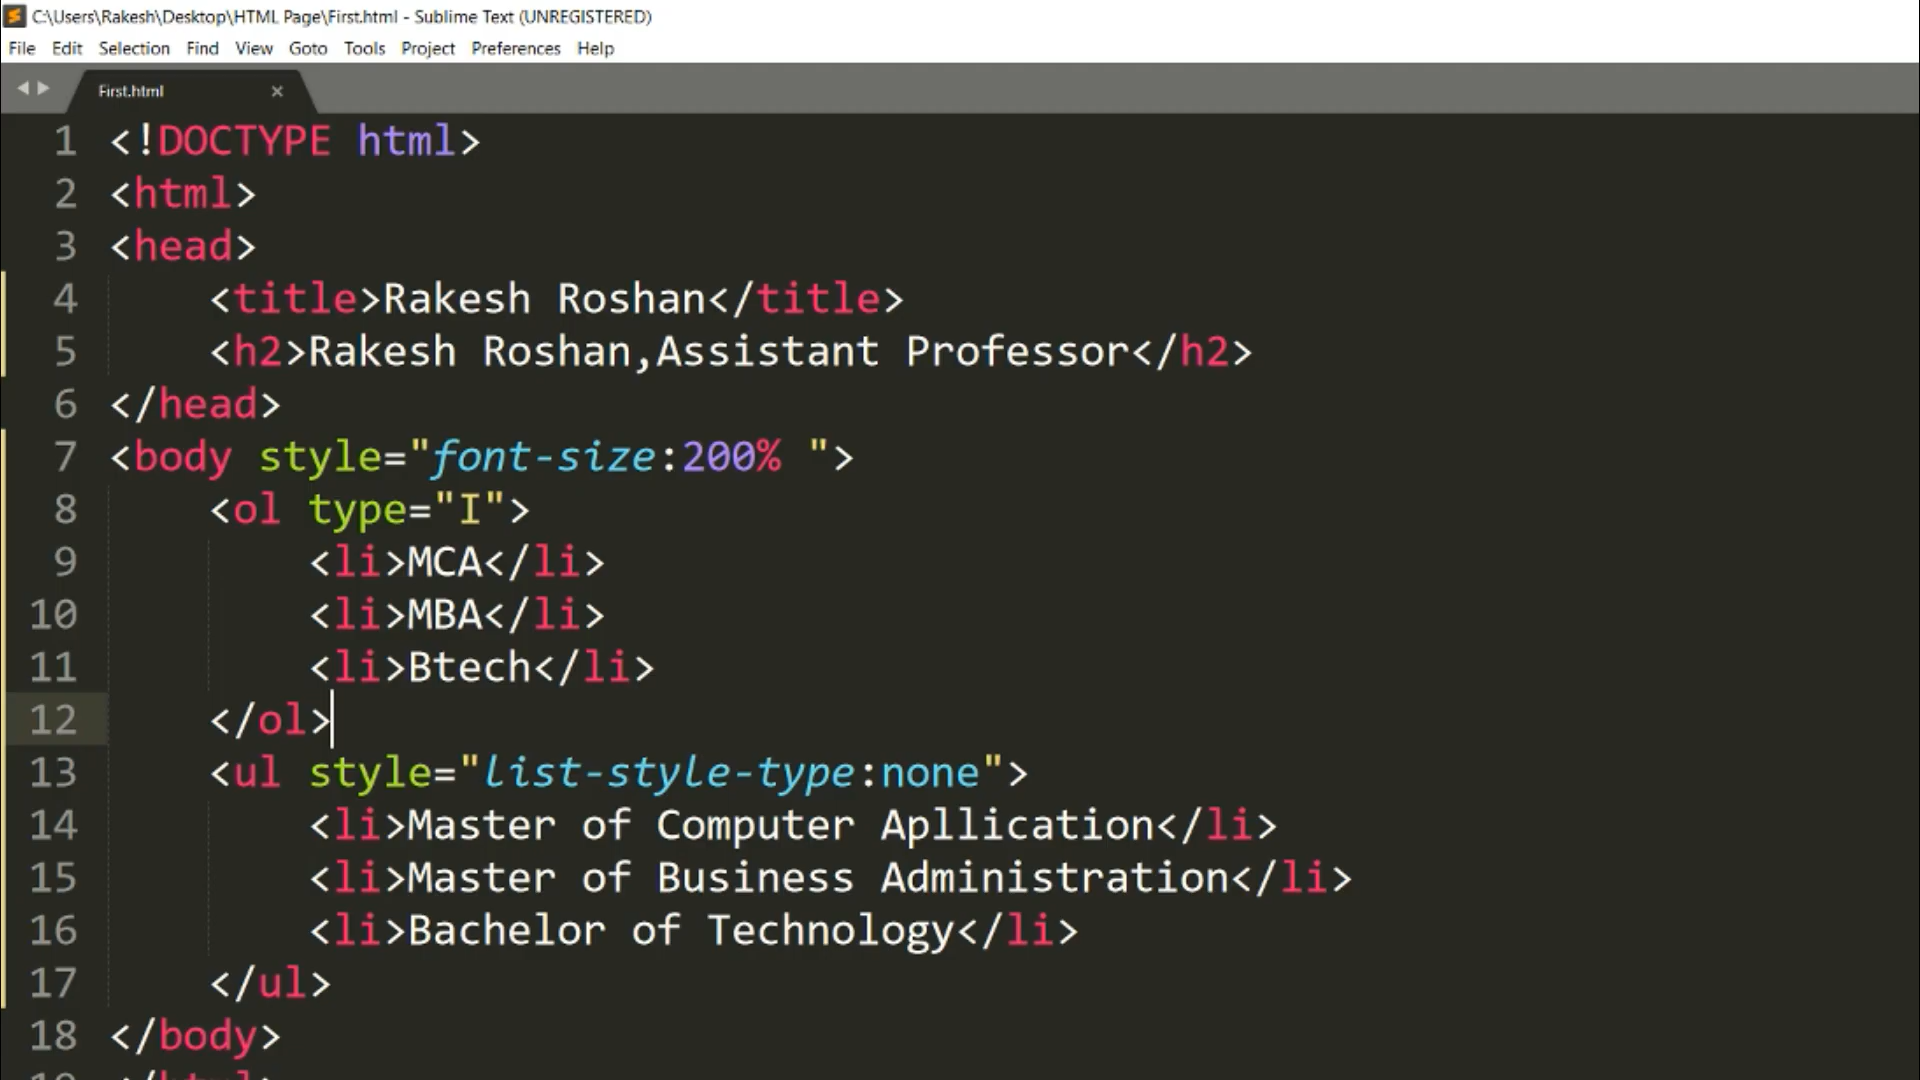 C:\Users\Rakesh\Desktop\HTML Page\First.html - Sublime Text (UNREGISTERED)
File Edit Selection Find View Goto Tools Project Preferences Help
First.html
1 <!DOCTYPE html>
2 <html>
3 <head>
4 <title>Rakesh Roshan</title>
5 <h2>Rakesh Roshan,Assistant Professor</h2>
6 </head>
7 <body style="font-size:200% ">
8 <ol type="I">
9 <li>MCA</li>
10 <li>MBA</li>
11 <li>Btech</li>
12 </ol>
13 <ul style="list-style-type:none">
14 <li>Master of Computer Apllication</li>
15 <li>Master of Business Administration</li>
16 <li>Bachelor of Technology</li>
17 </ul>
18 </body>